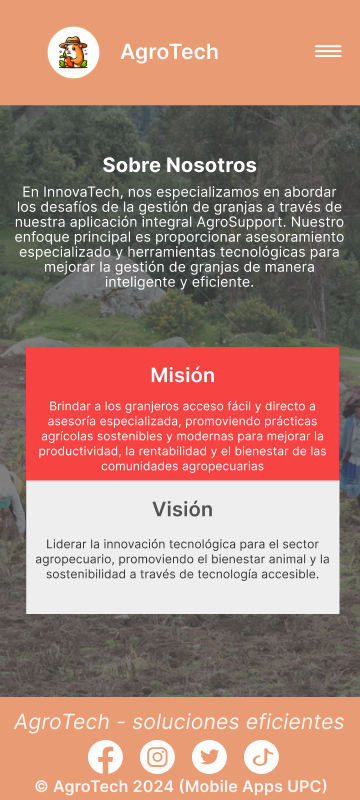 AgroTech
Sobre Nosotros
En InnovaTech, nos especializamos en abordar
los desafíos de la gestión de granjas a través de
nuestra aplicación integral AgroSupport. Nuestro
enfoque principal es proporcionar asesoramiento
especializado y herramientas tecnológicas para
mejorar la gestión de granjas de manera
inteligente y eficiente.
Misión
Brindar a los granjeros acceso fácil y directo a
asesoría especializada, promoviendo prácticas
agrícolas sostenibles y modernas para mejorar la
productividad, la rentabilidad y el bienestar de las
comunidades agropecuarias
Visión
Liderar la innovación tecnológica para el sector
agropecuario, promoviendo el bienestar animal y la
sostenibilidad a través de tecnología accesible.
AgroTech - soluciones eficientes
© AgroTech 2024 (Mobile Apps UPC)